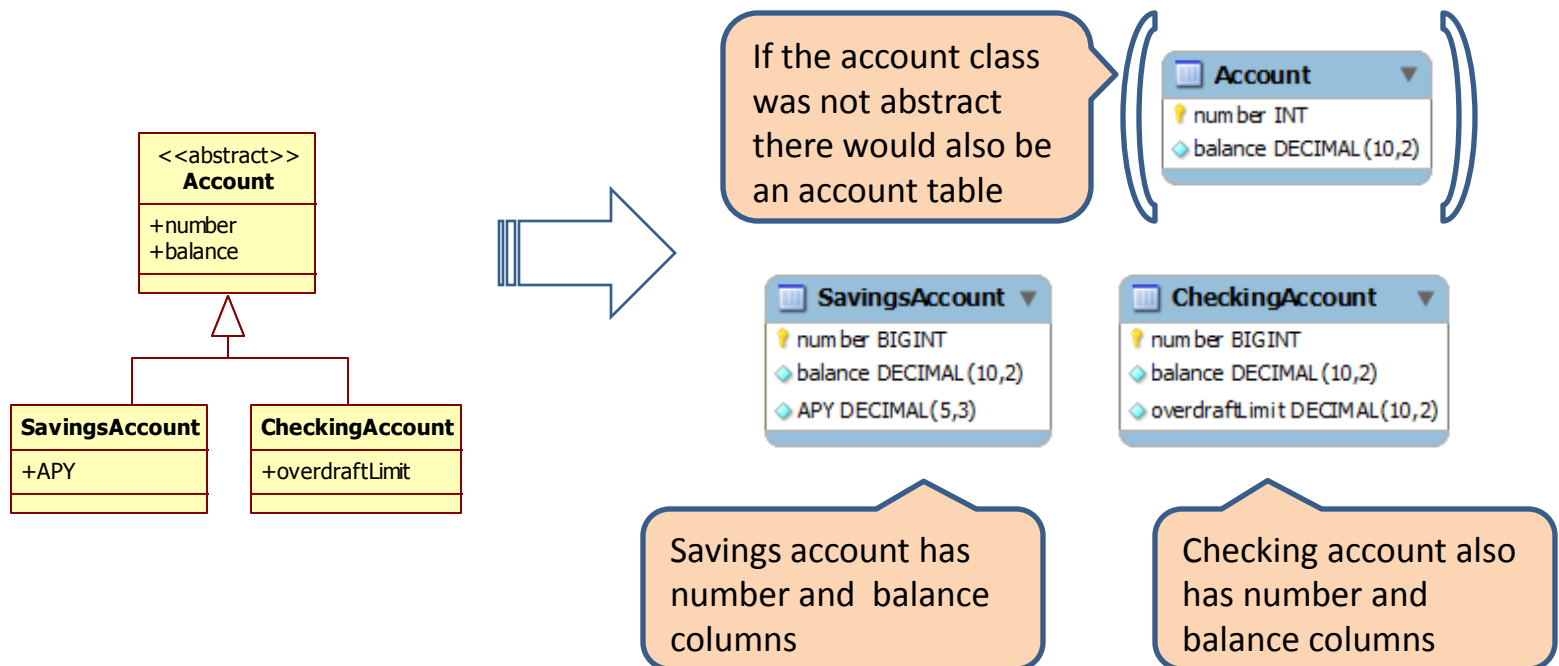 <<abstract>>
Account
+number
+balance
SavingsAccount
+APY
CheckingAccount
+overdraftLimit
If the account class
was not abstract
there would also be
an account table
Account
number INT
balance DECIMAL(10,2)
SavingsAccount
number BIGINT
balance DECIMAL(10,2)
APY DECIMAL(5,3)
CheckingAccount
number BIGINT
balance DECIMAL(10,2)
overdraftLimit DECIMAL(10,2)
Savings account has
number and balance
columns
Checking account also
has number and
balance columns